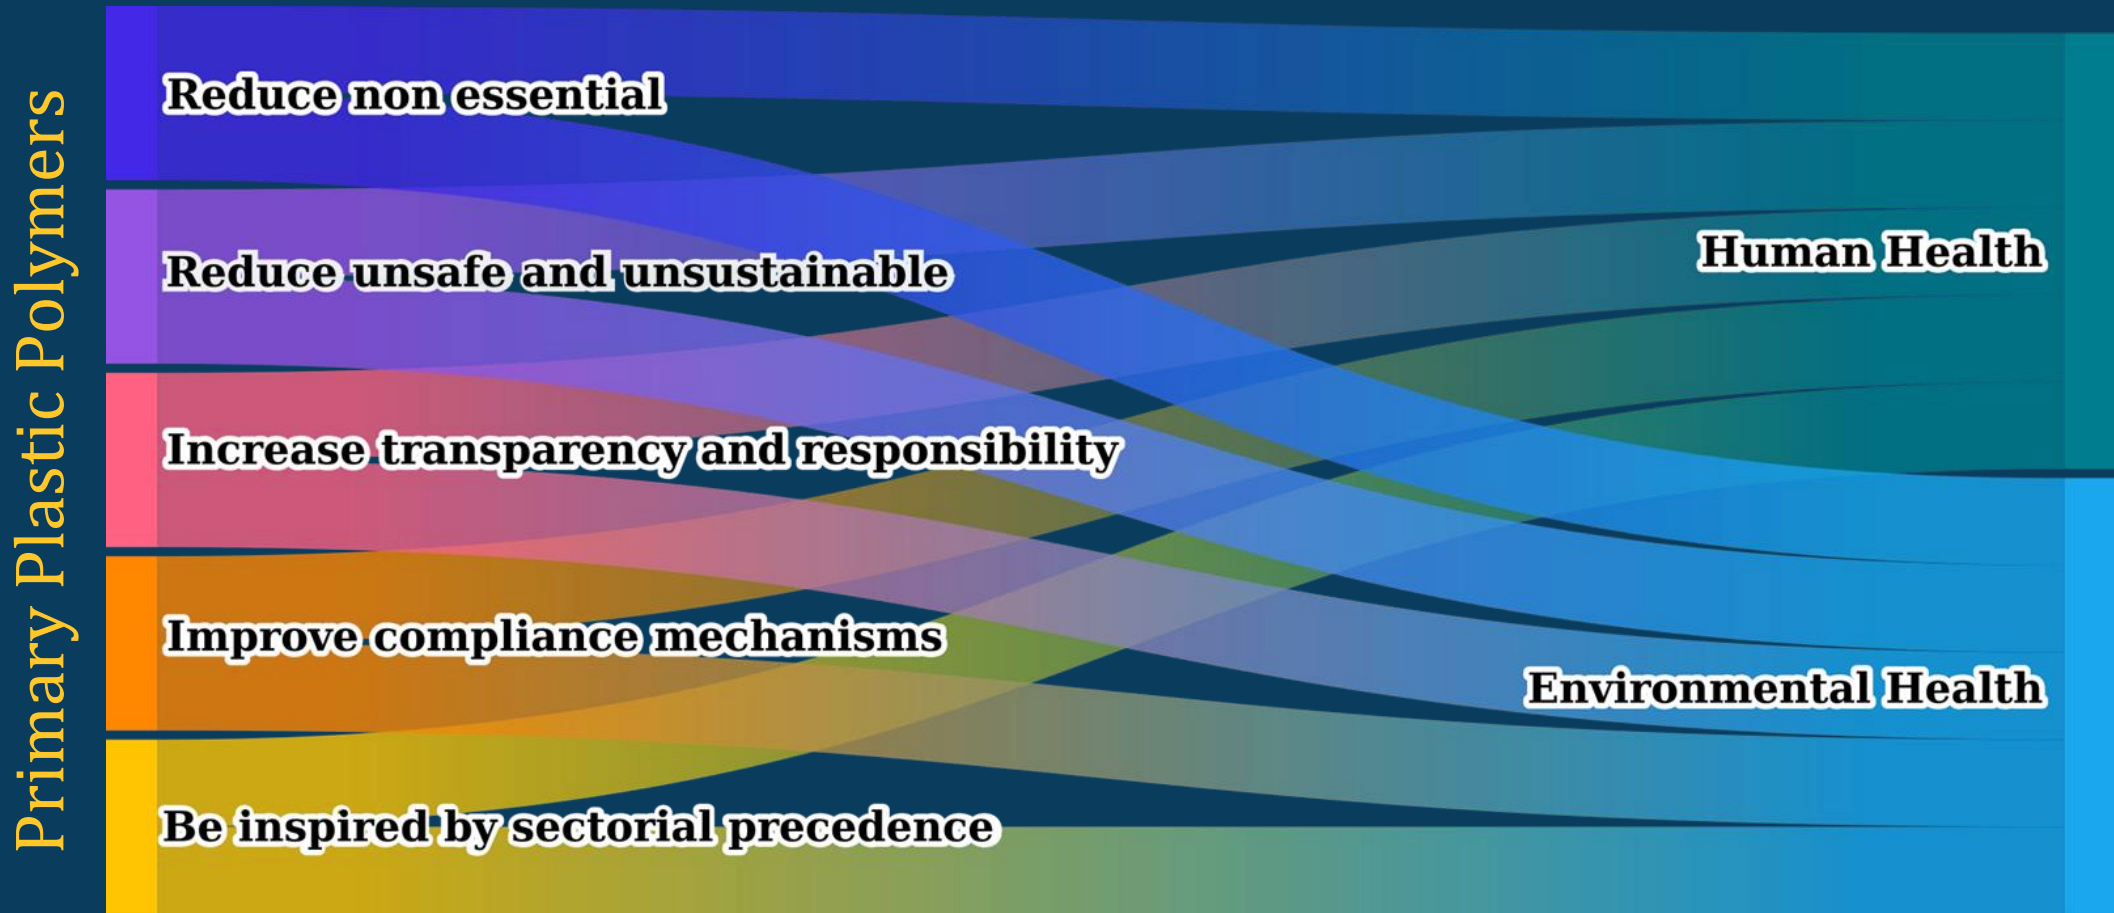 Primary Plastic Polymers
Reduce non essential
Reduce unsafe and unsustainable
Increase transparency and responsibility
Improve compliance mechanisms
Be inspired by sectorial precedence
Human Health
Environmental Health